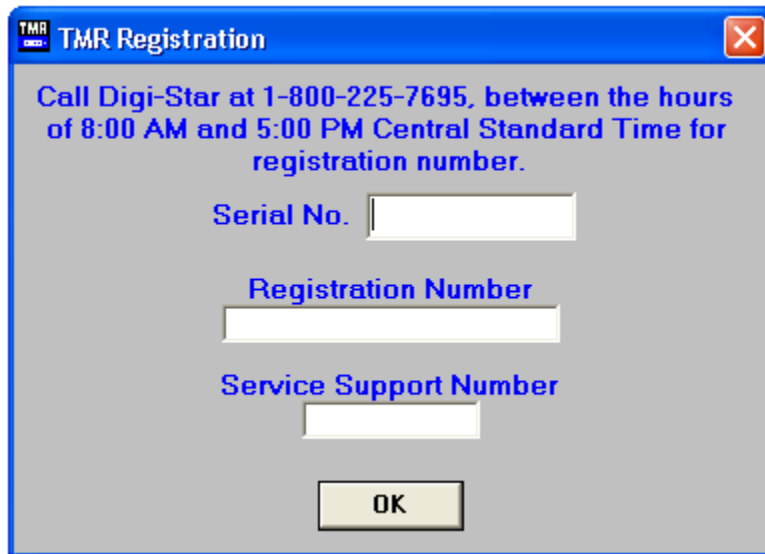 TMR
TMR Registration
Call Digi-Star at 1-800-225-7695, between the hours
of 8:00 AM and 5:00 PM Central Standard Time for
registration number.
Serial No.
Registration Number
Service Support Number
OK